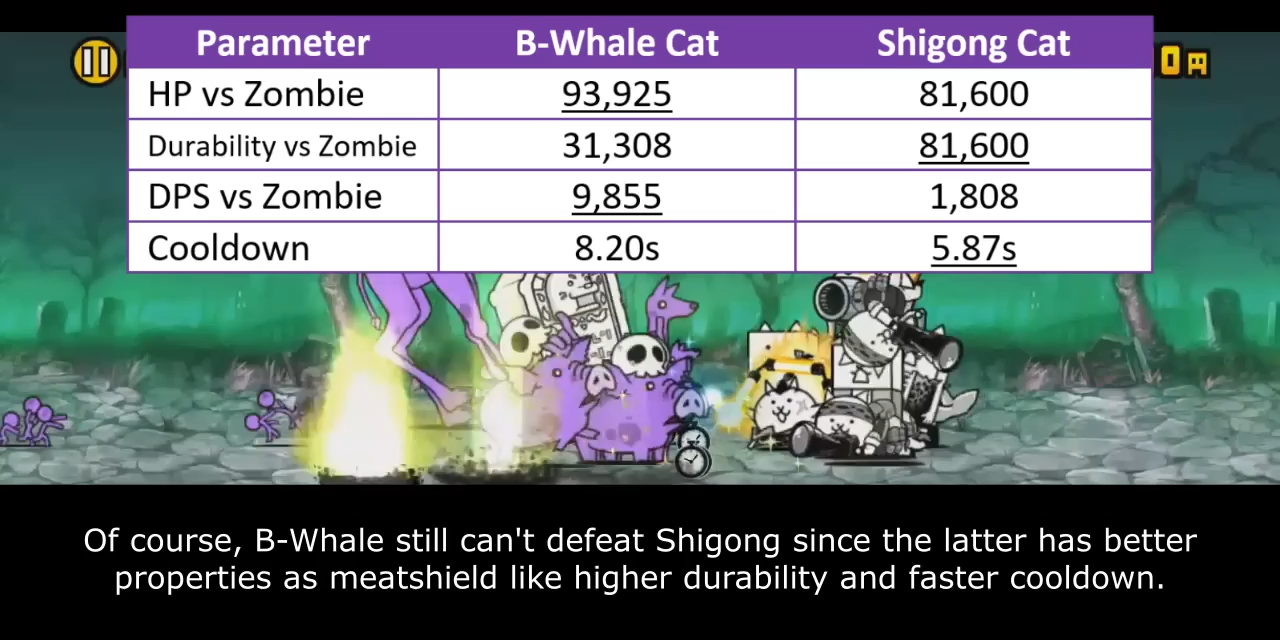 Parameter B-Whale Cat Shigong Cat
HP vs Zombie 93,925 81,600
Durability vs Zombie 31,308 81,600
DPS vs Zombie 9,855 1,808
Cooldown 8.20s 5.87s
Of course, B-Whale still can't defeat Shigong since the latter has better
properties as meatshield like higher durability and faster cooldown.